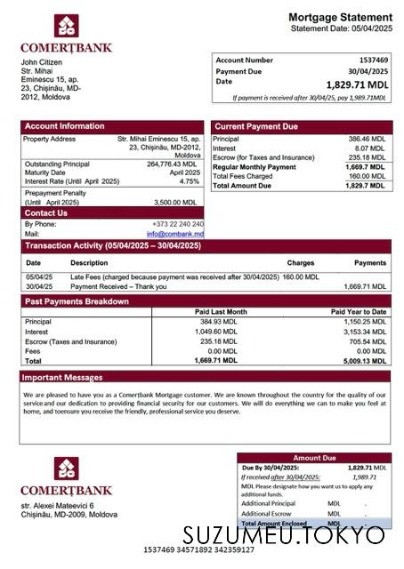 COMERȚBANK
Mortgage Statement
Statement Date: 05/04/2025
John Citizen
Str. Mihai
Eminescu 15, ap.
23, Chișinău, MD-
2012, Moldova
Account Number 1537469
Payment Due 30/04/2025
Date
1,829.71 MDL
If payment is received after 30/04/25, pay 1,989.71MDL
Account Information
Property Address Str. Mihai Eminescu 15, ap.
23, Chișinău, MD-2012,
Moldova
Outstanding Principal 264,776.43 MDL
Maturity Date April 2025
Interest Rate (Until April 2025) 4.75%
Prepayment Penalty
(Until April 2025) 3,500.00 MDL
Contact Us
By Phone: +373 22 240 240
Mail: info@combank.md
Current Payment Due
Principal 386.46 MDL
Interest 8.07 MDL
Escrow (for Taxes and Insurance) 235.18 MDL
Regular Monthly Payment 1,669.7 MDL
Total Fees Charged 160.00 MDL
Total Amount Due 1,829.7 MDL
Transaction Activity (05/04/2025 – 30/04/2025)
Date Description Charges Payments
05/04/25 Late Fees (charged because payment was received after 30/04/2025) 160.00 MDL
30/04/25 Payment Received – Thank you 1,669.71 MDL
Past Payments Breakdown
Paid Last Month Paid Year to Date
Principal 384.93 MDL 1,150.25 MDL
Interest 1,049.60 MDL 3,153.34 MDL
Escrow (Taxes and Insurance) 235.18 MDL 705.54 MDL
Fees 0.00 MDL 0.00 MDL
Total 1,669.71 MDL 5,009.13 MDL
Important Messages
We are pleased to have you as a Comerțbank Mortgage customer. We are known throughout the country for the quality of our
service and our dedication to providing financial security for our customers. We will do everything we can to make you feel at
home, and to ensure you receive the friendly, professional service you deserve.
COMERȚBANK
str. Alexei Mateevici 6
Chișinău, MD-2009, Moldova
Amount Due
Due By 30/04/2025: 1,829.71 MDL
If received after 30/04/2025: 1,989.71
MDL Please designate how you want us to apply any
additional funds.
Additional Principal MDL .
Additional Escrow MDL .
Total Amount Enclosed MDL .
SUZUMEU.TOKYO
1537469 34571892 342359127